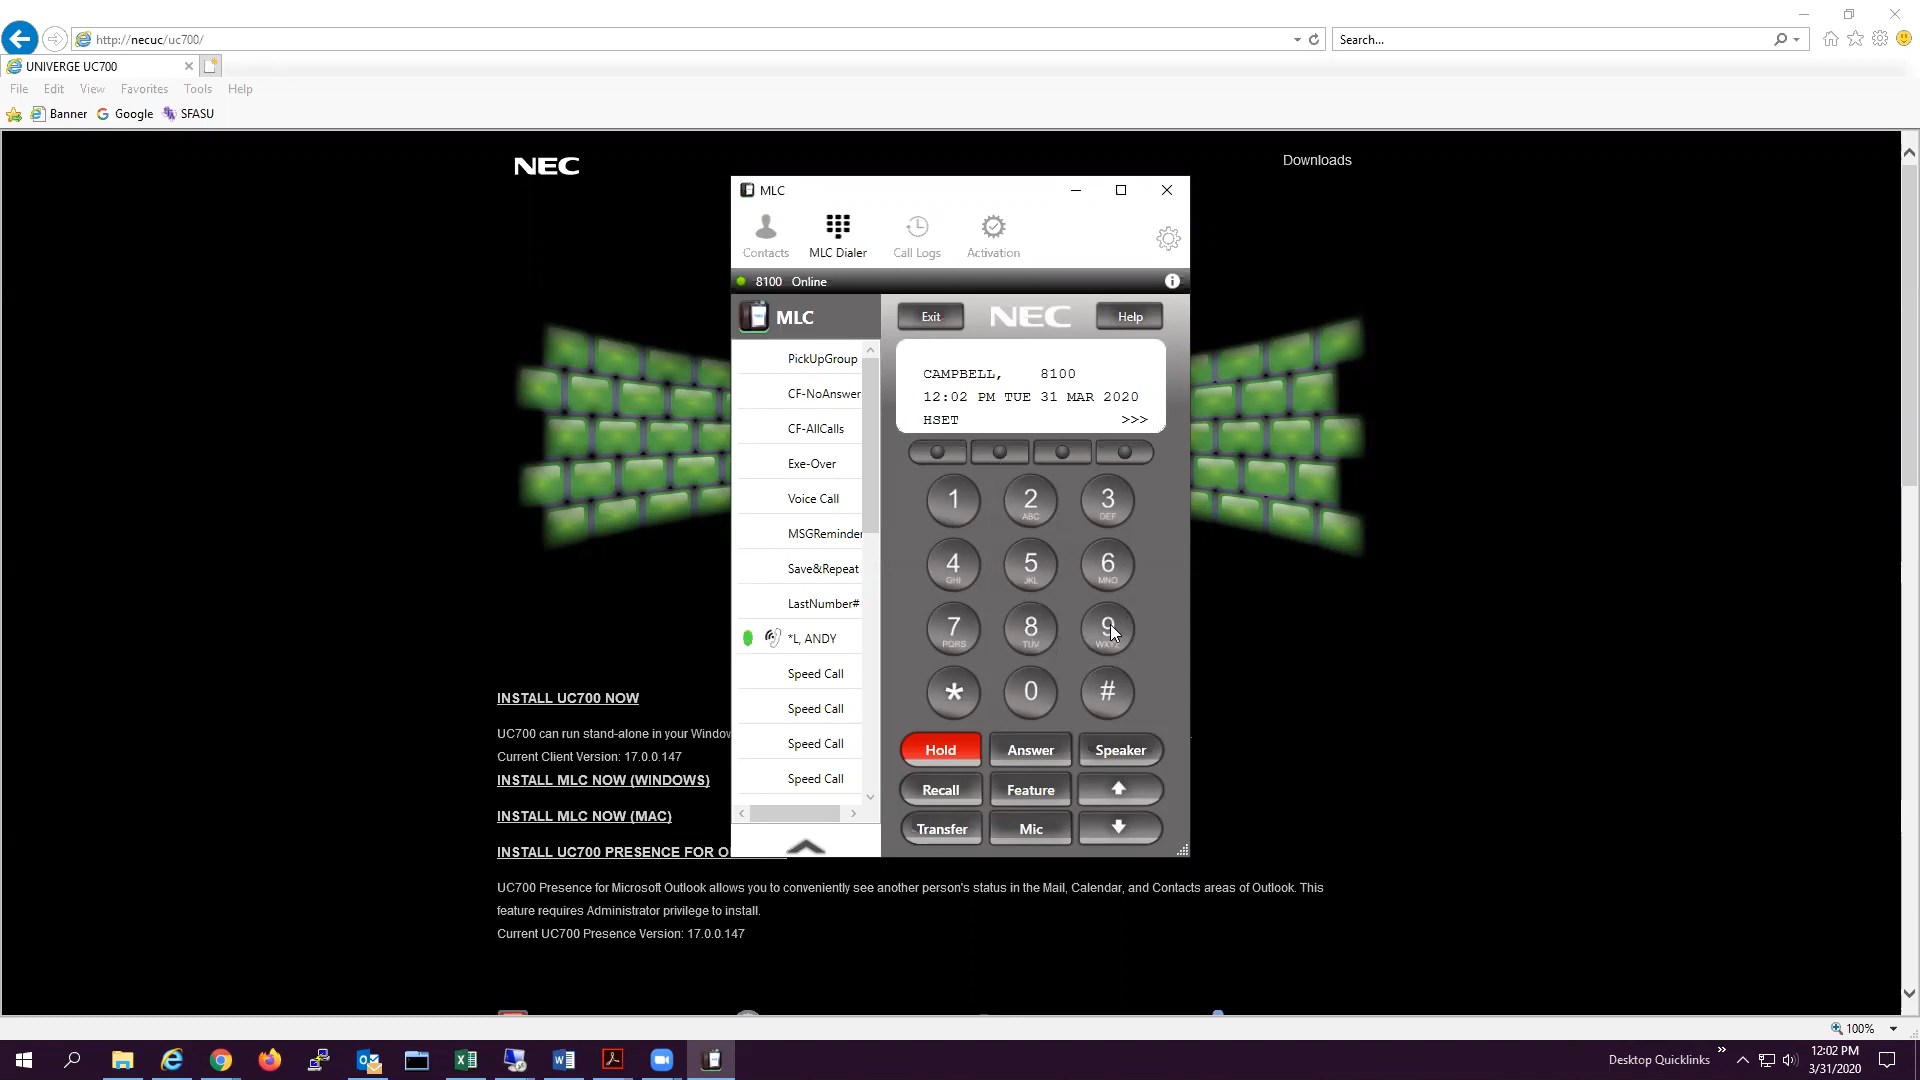 http://necuc/uc700/
Search...
UNIVERGE UC700
File Edit View Favorites Tools Help
Banner Google SFASU
NEC
Downloads
MLC
Contacts MLC Dialer Call Logs Activation
8100 Online
MLC
Exit NEC Help
PickUpGroup
CF-NoAnswer
CF-AllCalls
Exe-Over
Voice Call
MSGReminder
Save&Repeat
LastNumber#
*L, ANDY
Speed Call
Speed Call
Speed Call
Speed Call
CAMPBELL, 8100
12:02 PM TUE 31 MAR 2020
HSET >>>
1 2 3
ABC DEF
4 5 6
GHI JKL MNO
7 8 9
PQRS TUV WXYZ
* 0 #
Hold Answer Speaker
Recall Feature
Transfer Mic
INSTALL UC700 NOW
UC700 can run stand-alone in your Window
Current Client Version: 17.0.0.147
INSTALL MLC NOW (WINDOWS)
INSTALL MLC NOW (MAC)
INSTALL UC700 PRESENCE FOR
UC700 Presence for Microsoft Outlook allows you to conveniently see another person's status in the Mail, Calendar, and Contacts areas of Outlook. This
feature requires Administrator privilege to install.
Current UC700 Presence Version: 17.0.0.147
100%
Desktop Quicklinks
12:02 PM
3/31/2020